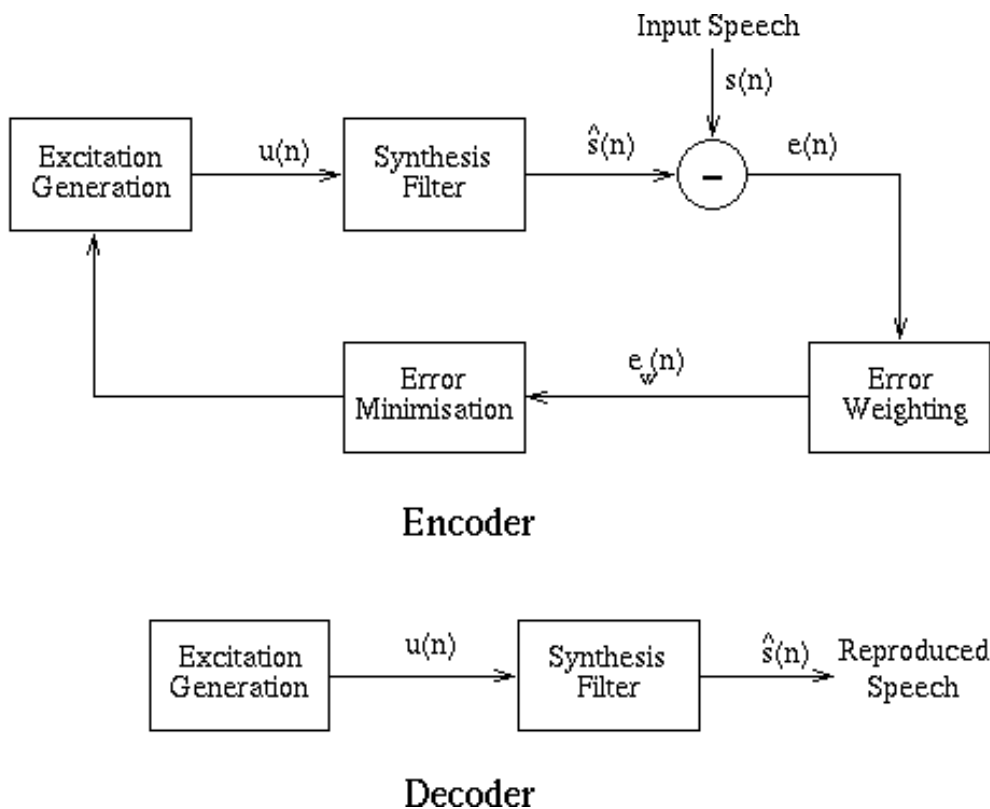 Input Speech
s(n)
Excitation
Generation
u(n)
Synthesis
Filter
ŝ(n)
-
e(n)
Error
Minimisation
e_w(n)
Error
Weighting
Encoder
Excitation
Generation
u(n)
Synthesis
Filter
ŝ(n)
Reproduced
Speech
Decoder